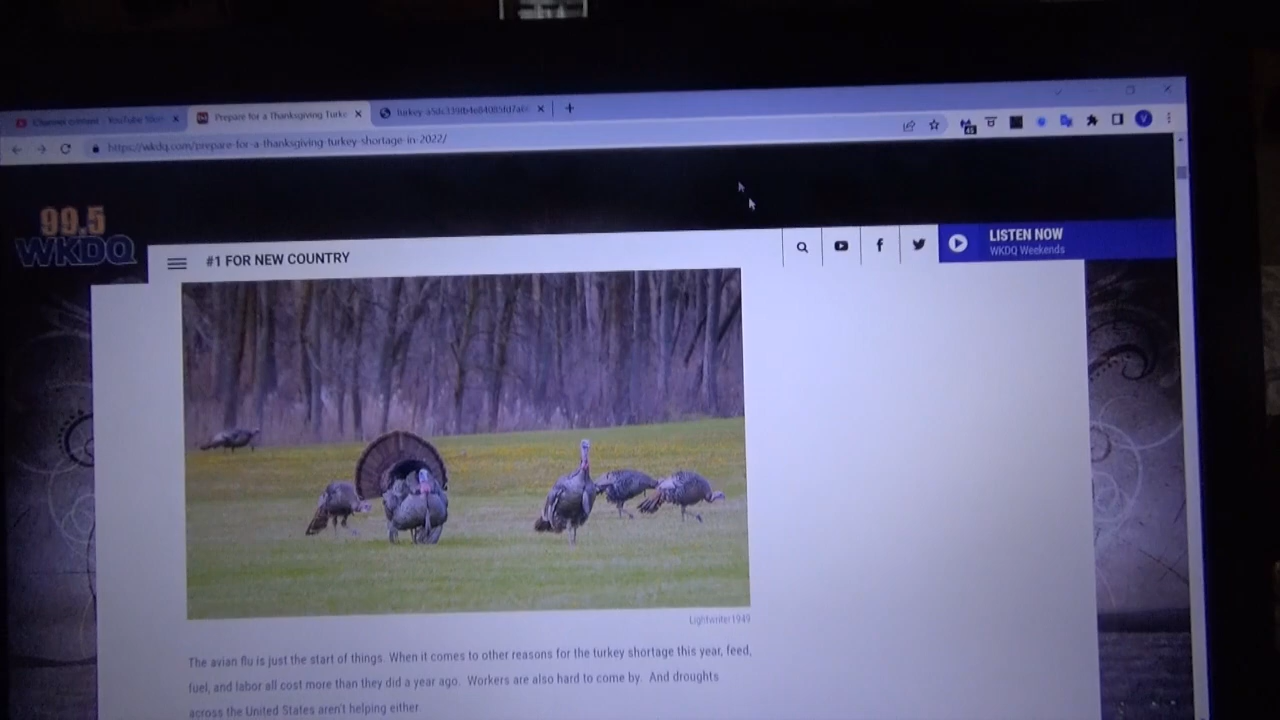 Channel content - YouTube
Prepare for a Thanksgiving Turke
https://wkdq.com/prepare-for-a-thanksgiving-turkey-shortage-in-2022/
99.5
WKDQ
#1 FOR NEW COUNTRY
LISTEN NOW
WKDQ Weekends
Lightwriter1949
The avian flu is just the start of things. When it comes to other reasons for the turkey shortage this year, feed,
fuel, and labor all cost more than they did a year ago. Workers are also hard to come by. And droughts
across the United States aren't helping either